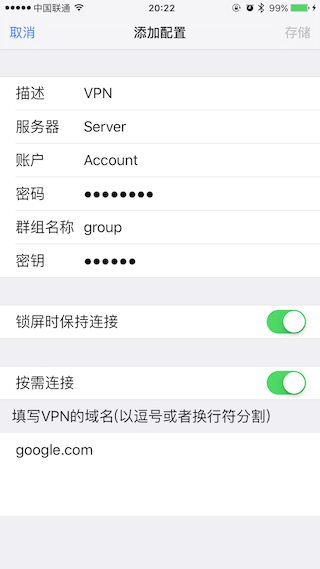 中国联通 20:22 99%
取消 添加配置 存储
描述 VPN
服务器 Server
账户 Account
密码 ●●●●●●●●
群组名称 group
密钥 ●●●●●●
锁屏时保持连接
按需连接
填写VPN的域名(以逗号或者换行符分割)
google.com